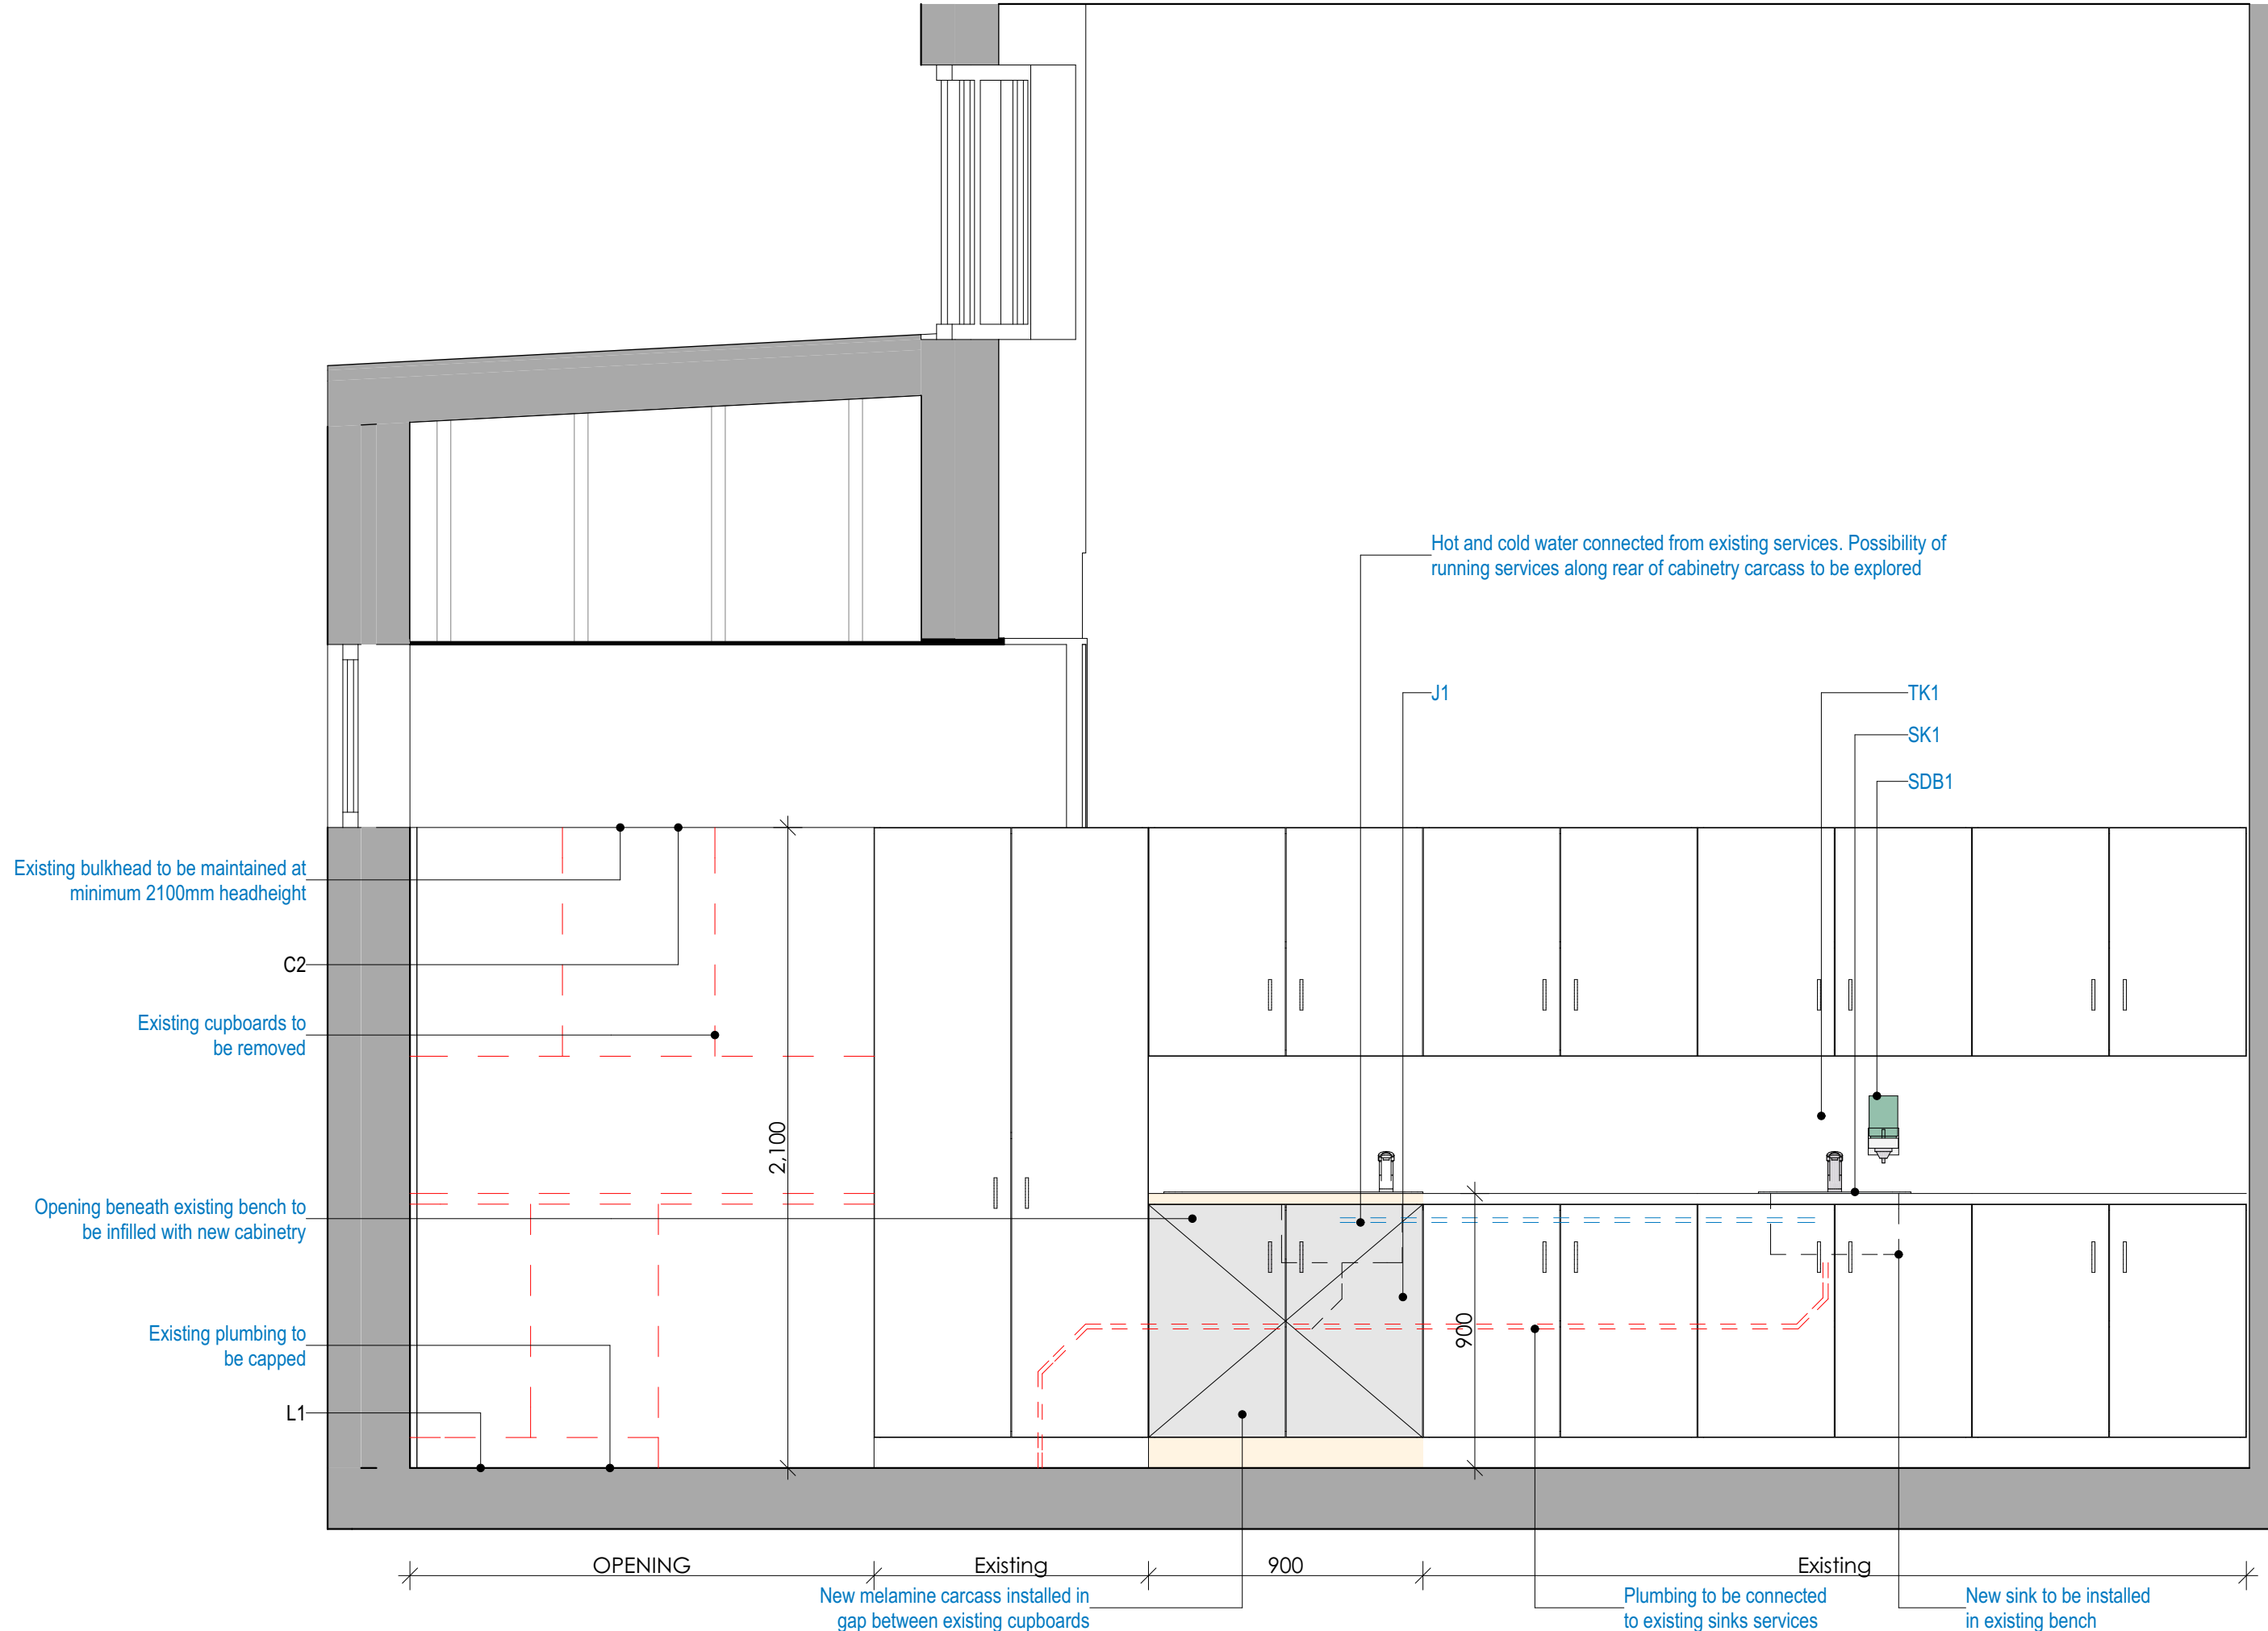 Hot and cold water connected from existing services. Possibility of
running services along rear of cabinetry carcass to be explored
J1
TK1
SK1
SDB1
Existing bulkhead to be maintained at
minimum 2100mm headheight
C2
Existing cupboards to
be removed
2,100
Opening beneath existing bench to
be infilled with new cabinetry
900
Existing plumbing to
be capped
L1
OPENING
Existing
900
Existing
New melamine carcass installed in
gap between existing cupboards
Plumbing to be connected
to existing sinks services
New sink to be installed
in existing bench